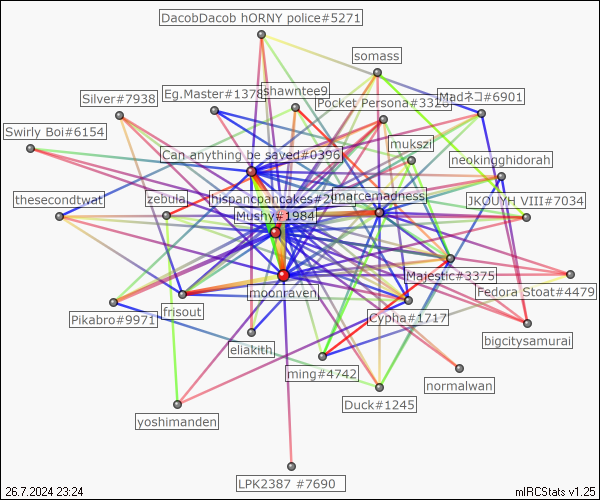 DacobDacob hORNY police#5271
somass
Eg.Master#1378
shawntee9
Silver#7938
Pocket Persona#3326
Madネコ#6901
Swirly Boi#6154
mukszi
Can anything be saved#0396
neokingghidorah
thesecondtwat
zebula
hispancoancakes#2
marcemadness
JKOUYH VIII#7034
Mushy#1984
Majestic#3375
moonraven
Fedora Stoat#4479
Pikabro#9971
frisout
Cypha#1717
bigcitysamurai
eliakith
ming#4742
normalwan
Duck#1245
yoshimanden
LPK2387 #7690
26.7.2024 23:24
mIRCStats v1.25